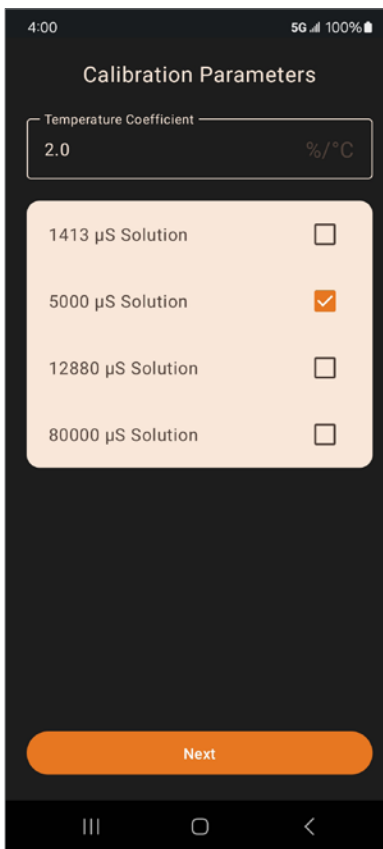 4:00 5G 100%
Calibration Parameters
Temperature Coefficient
2.0 %/°C
1413 µS Solution
5000 µS Solution
12880 µS Solution
80000 µS Solution
Next